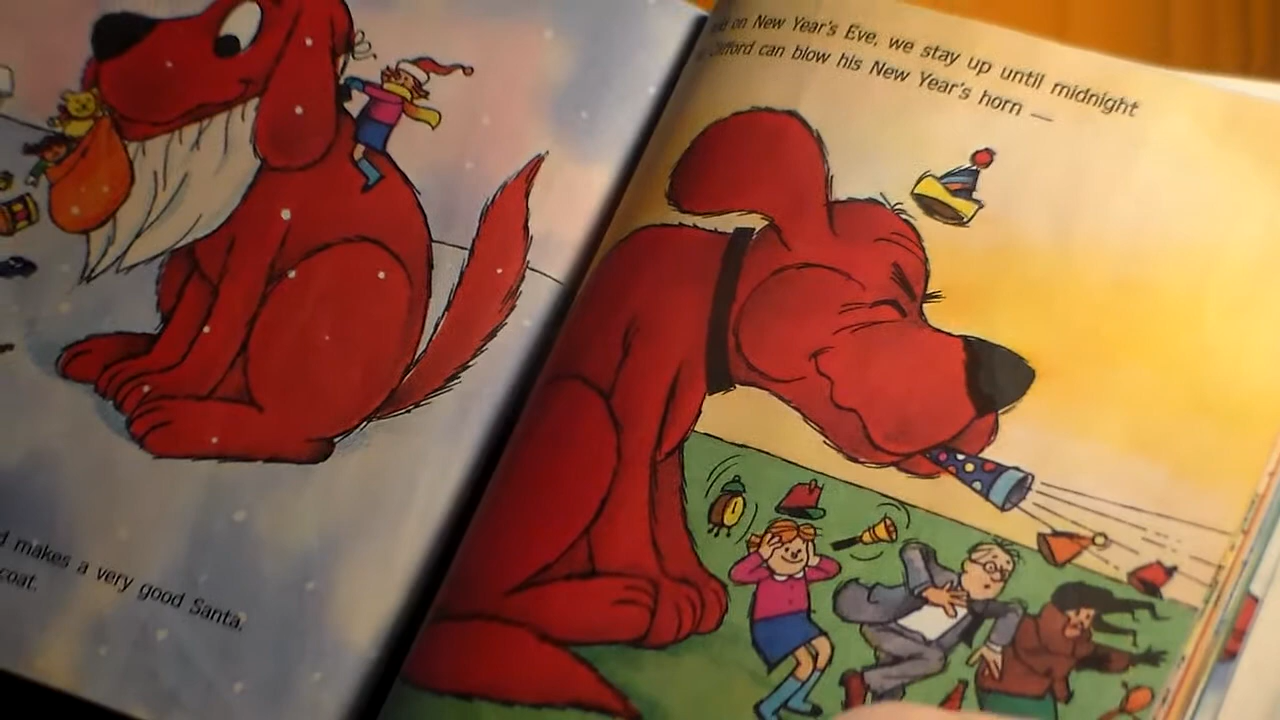 makes a very good Santa.
coat.
on New Year's Eve, we stay up until midnight
Clifford can blow his New Year's horn —